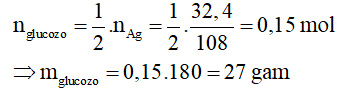 n_glucozo = 1/2 . n_Ag = 1/2 . 32,4/108 = 0,15 mol
⇒ m_glucozo = 0,15.180 = 27 gam